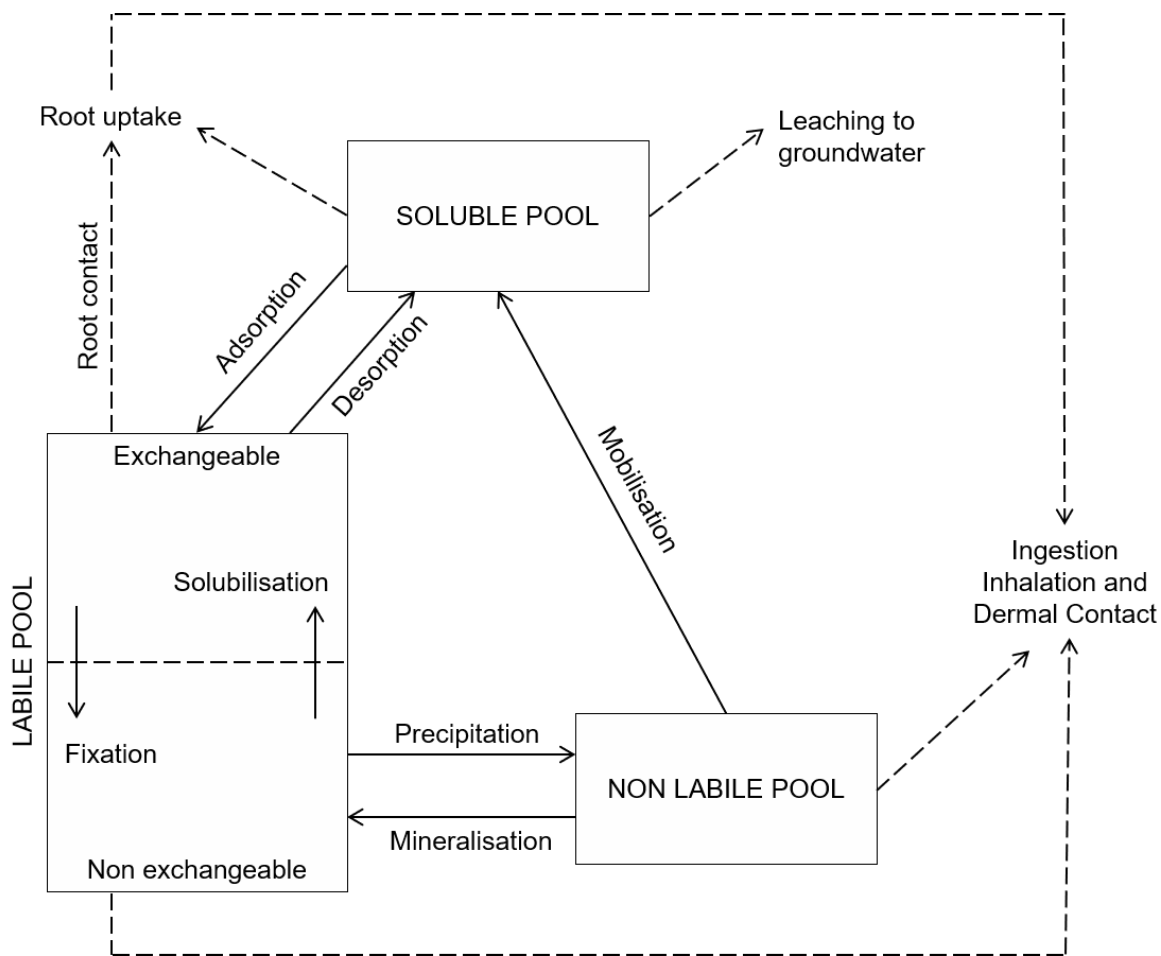 Root uptake
Leaching to
groundwater
SOLUBLE POOL
Root contact
Adsorption
Desorption
Exchangeable
Mobilisation
Solubilisation
Ingestion
Inhalation and
Dermal Contact
LABILE POOL
Fixation
Precipitation
NON LABILE POOL
Mineralisation
Non exchangeable